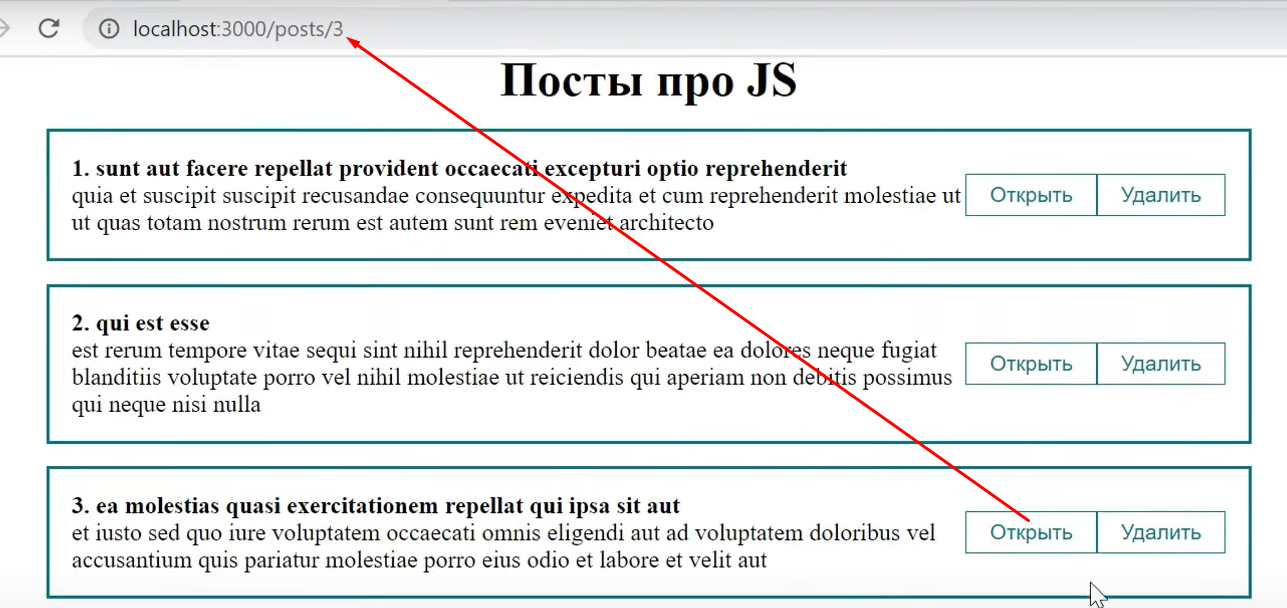 localhost:3000/posts/3
Посты про JS
1. sunt aut facere repellat provident occaecati excepturi optio reprehenderit
quia et suscipit suscipit recusandae consequuntur expedita et cum reprehenderit molestiae ut
ut quas totam nostrum rerum est autem sunt rem eveniet architecto
Открыть Удалить
2. qui est esse
est rerum tempore vitae sequi sint nihil reprehenderit dolor beatae ea dolores neque fugiat
blanditiis voluptate porro vel nihil molestiae ut reiciendis qui aperiam non debitis possimus
qui neque nisi nulla
Открыть Удалить
3. ea molestias quasi exercitationem repellat qui ipsa sit aut
et iusto sed quo iure voluptatem occaecati omnis eligendi aut ad voluptatem doloribus vel
accusantium quis pariatur molestiae porro eius odio et labore et velit aut
Открыть Удалить